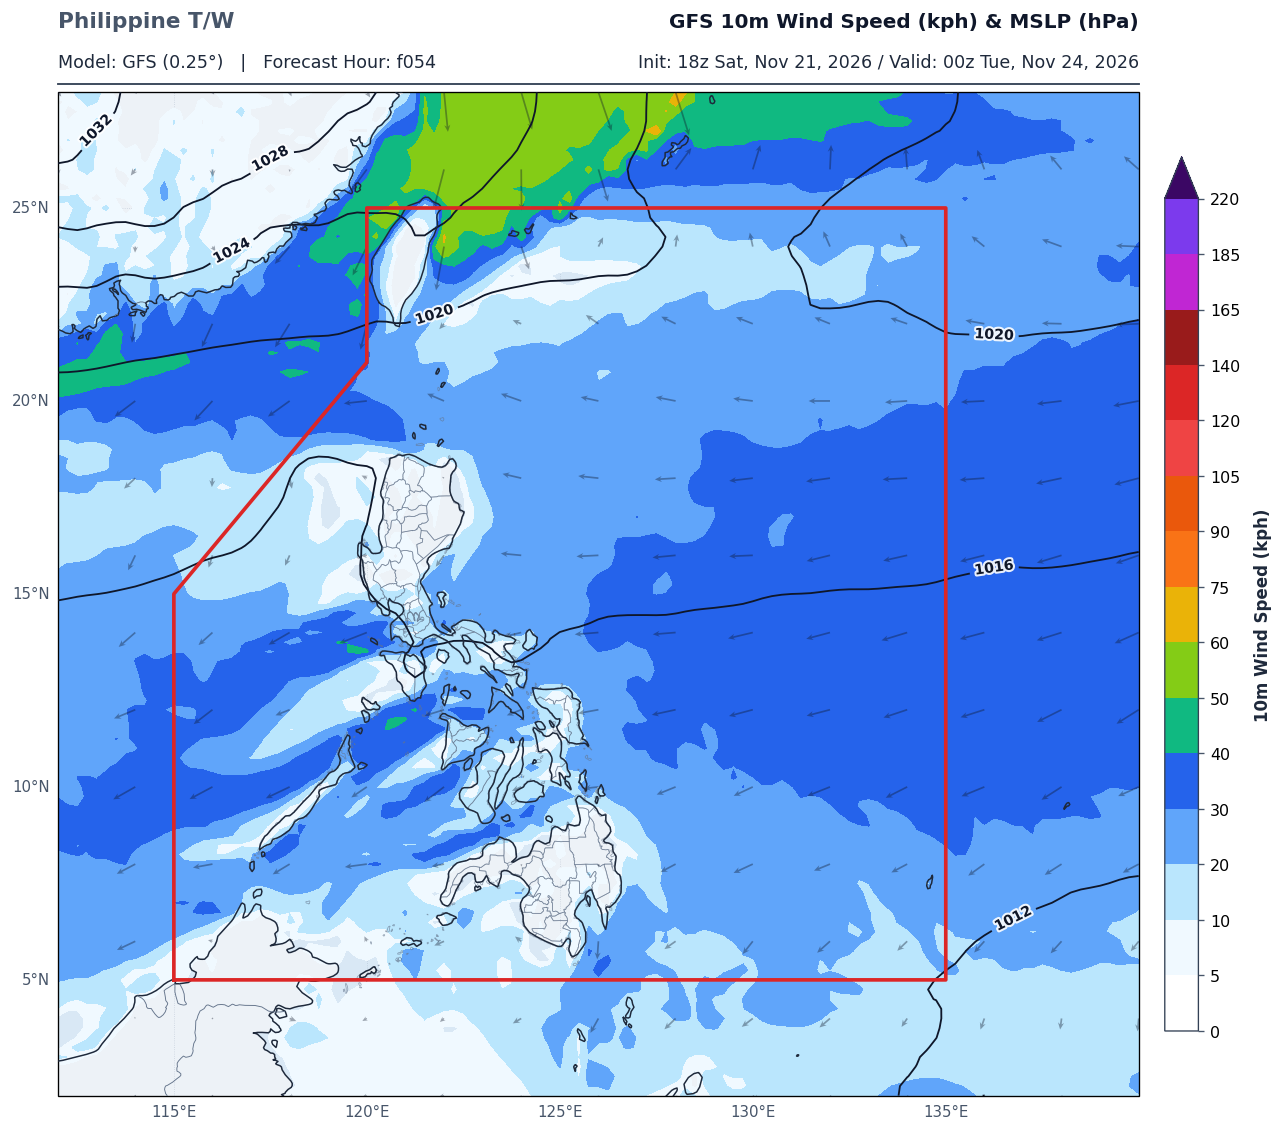 Philippine T/W
GFS 10m Wind Speed (kph) & MSLP (hPa)
Model: GFS (0.25°) | Forecast Hour: f054
Init: 18z Sat, Nov 21, 2026 / Valid: 00z Tue, Nov 24, 2026
1032
1028
1024
1020
1020
1016
1012
25°N
20°N
15°N
10°N
5°N
115°E
120°E
125°E
130°E
135°E
220
185
165
140
120
105
90
75
60
50
40
30
20
10
5
0
10m Wind Speed (kph)